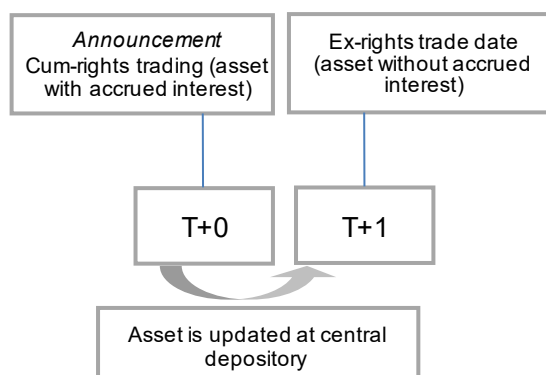 Announcement
Cum-rights trading (asset
with accrued interest)
Ex-rights trade date
(asset without accrued
interest)
T+0
T+1
Asset is updated at central
depository